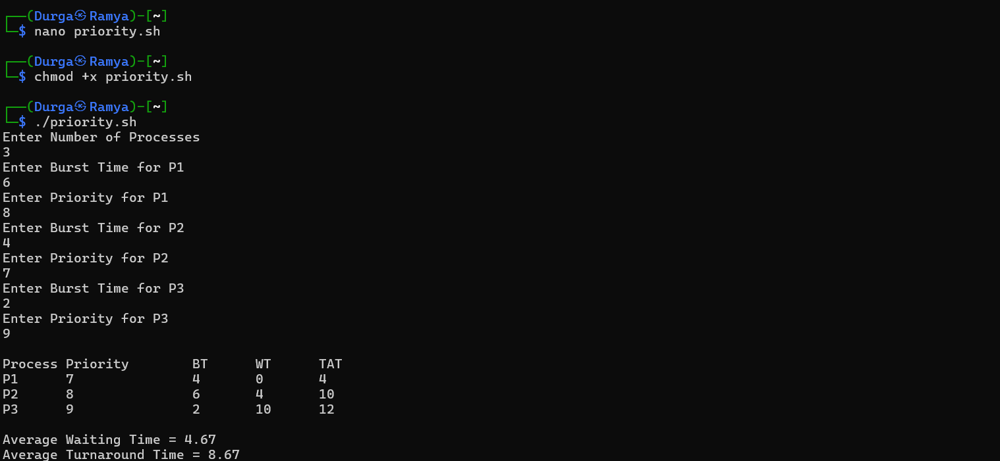 ┌──(Durga㉿Ramya)-[~]
└─$ nano priority.sh
┌──(Durga㉿Ramya)-[~]
└─$ chmod +x priority.sh
┌──(Durga㉿Ramya)-[~]
└─$ ./priority.sh
Enter Number of Processes
3
Enter Burst Time for P1
6
Enter Priority for P1
8
Enter Burst Time for P2
4
Enter Priority for P2
7
Enter Burst Time for P3
2
Enter Priority for P3
9
Process Priority BT WT TAT
P1 7 4 0 4
P2 8 6 4 10
P3 9 2 10 12
Average Waiting Time = 4.67
Average Turnaround Time = 8.67